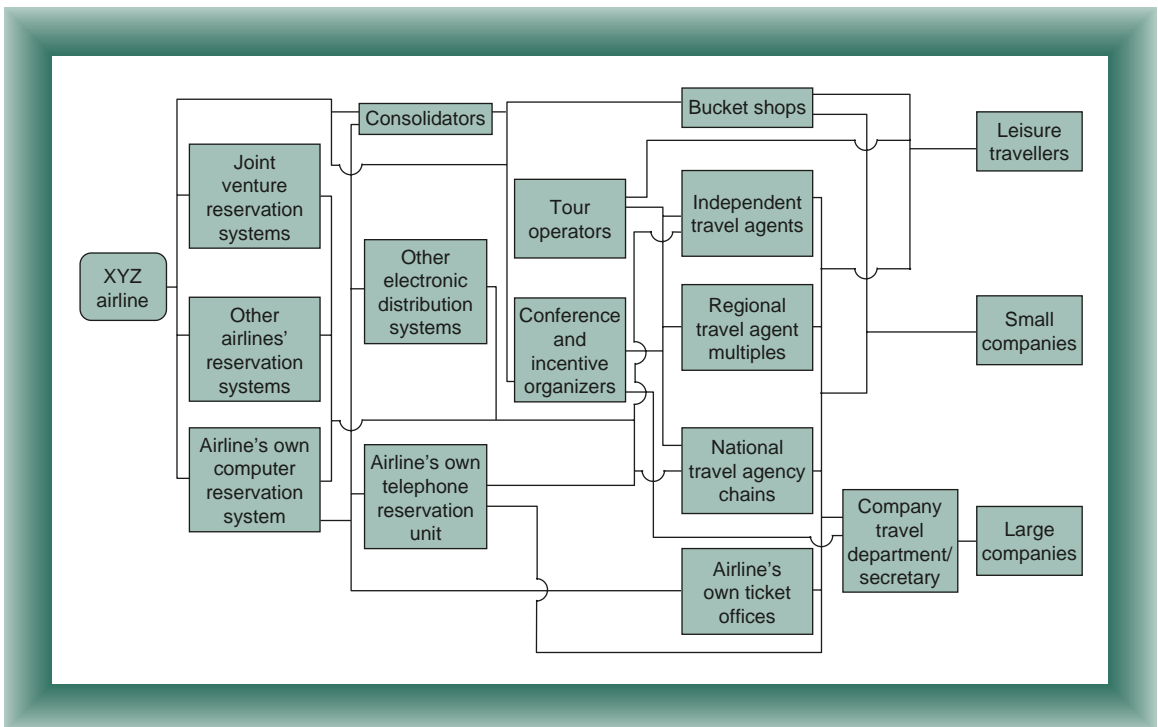 XYZ
airline
Joint
venture
reservation
systems
Other
airlines’
reservation
systems
Airline’s own
computer
reservation
system
Consolidators
Other
electronic
distribution
systems
Airline’s own
telephone
reservation
unit
Tour
operators
Conference
and
incentive
organizers
Bucket shops
Independent
travel agents
Regional
travel agent
multiples
National
travel agency
chains
Airline’s
own ticket
offices
Company
travel
department/
secretary
Leisure
travellers
Small
companies
Large
companies